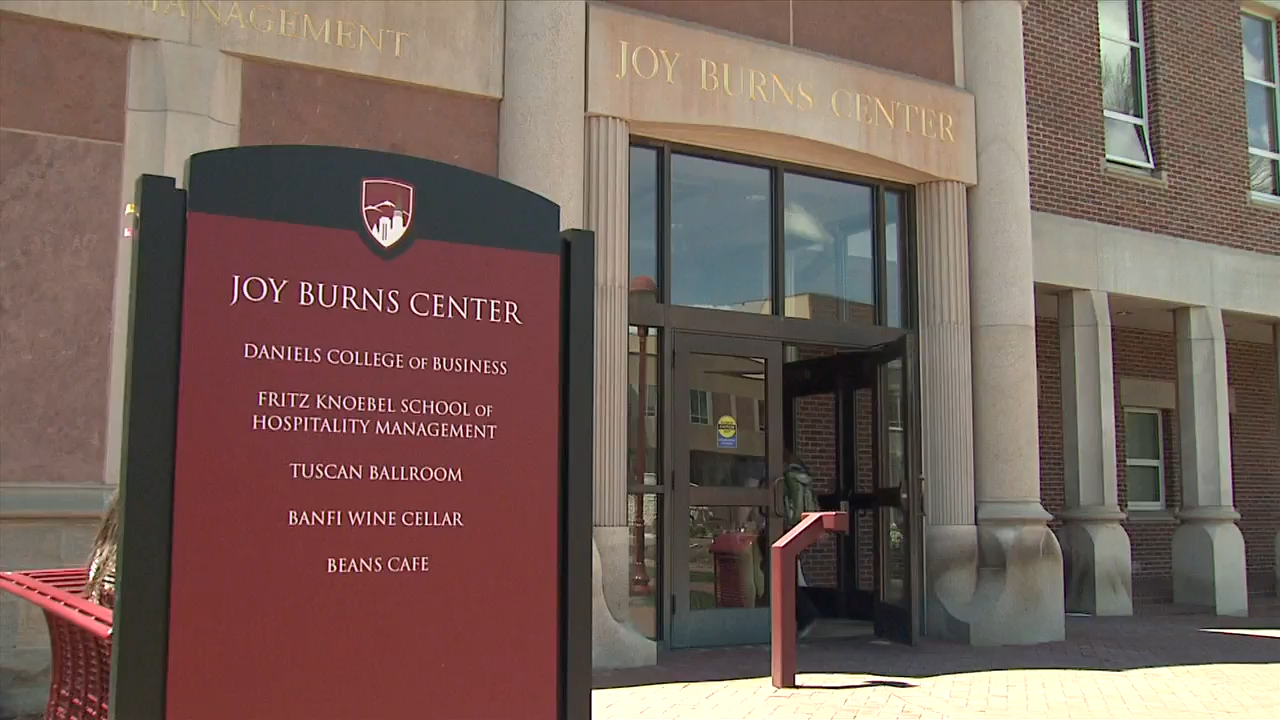 MANAGEMENT
JOY BURNS CENTER
JOY BURNS CENTER
DANIELS COLLEGE OF BUSINESS
FRITZ KNOEBEL SCHOOL OF
HOSPITALITY MANAGEMENT
TUSCAN BALLROOM
BANFI WINE CELLAR
BEANS CAFE